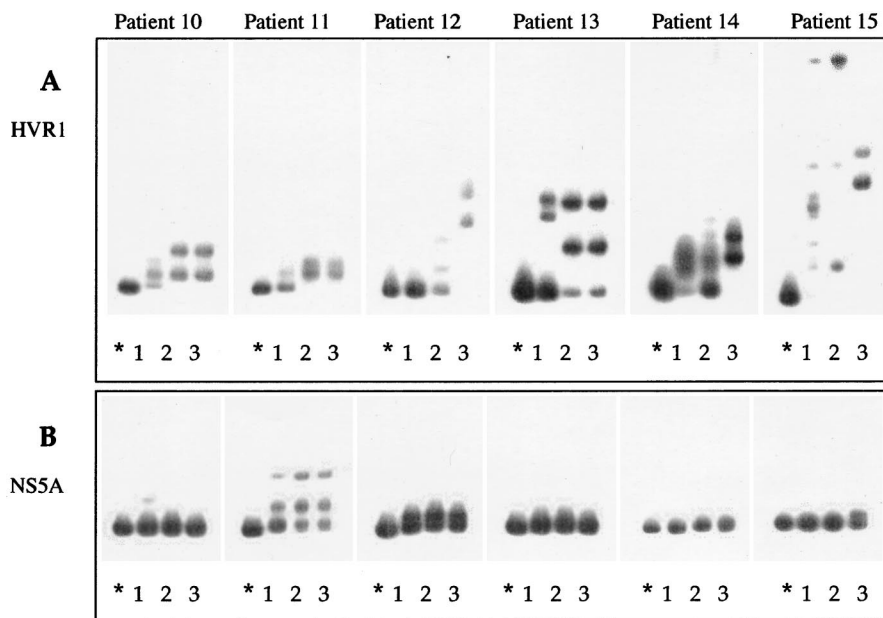 Patient 10 Patient 11 Patient 12 Patient 13 Patient 14 Patient 15
A
HVR1
* 1 2 3 * 1 2 3 * 1 2 3 * 1 2 3 * 1 2 3 * 1 2 3
B
NS5A
* 1 2 3 * 1 2 3 * 1 2 3 * 1 2 3 * 1 2 3 * 1 2 3